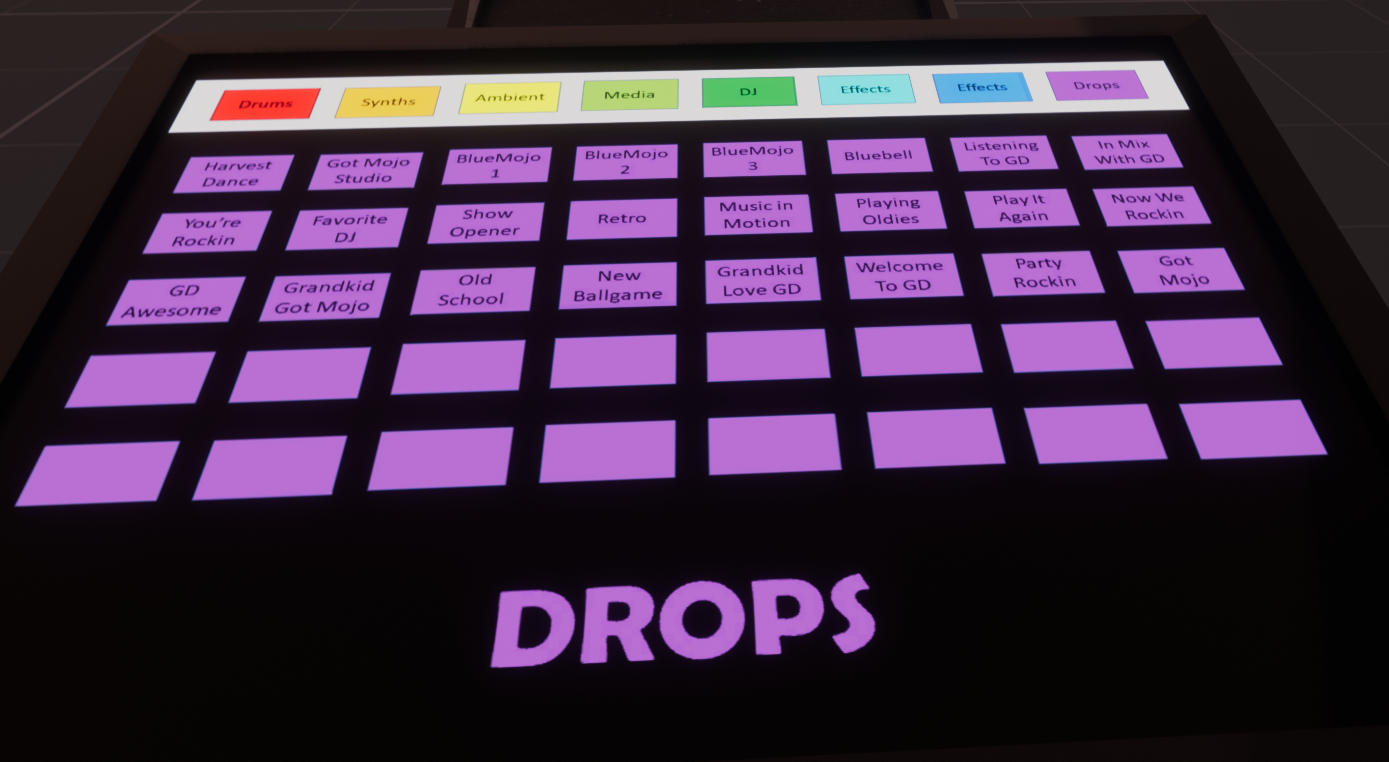 Drums Synths Ambient Media DJ Effects Effects Drops
Harvest Dance
Got Mojo Studio
BlueMojo 1
BlueMojo 2
BlueMojo 3
Bluebell
Listening To GD
In Mix With GD
You're Rockin
Favorite DJ
Show Opener
Retro
Music in Motion
Playing Oldies
Play It Again
Now We Rockin
GD Awesome
Grandkid Got Mojo
Old School
New Ballgame
Grandkid Love GD
Welcome To GD
Party Rockin
Got Mojo
DROPS